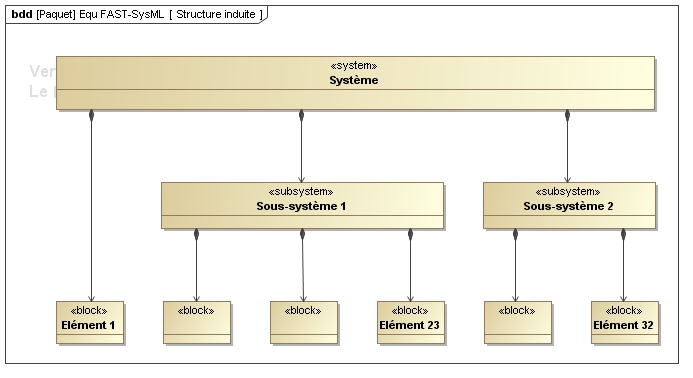 bdd [Paquet] Equ FAST-SysML [ Structure induite ]
«system»
Système
«subsystem»
Sous-système 1
«subsystem»
Sous-système 2
«block»
Elément 1
«block»
«block»
«block»
Elément 23
«block»
«block»
Elément 32